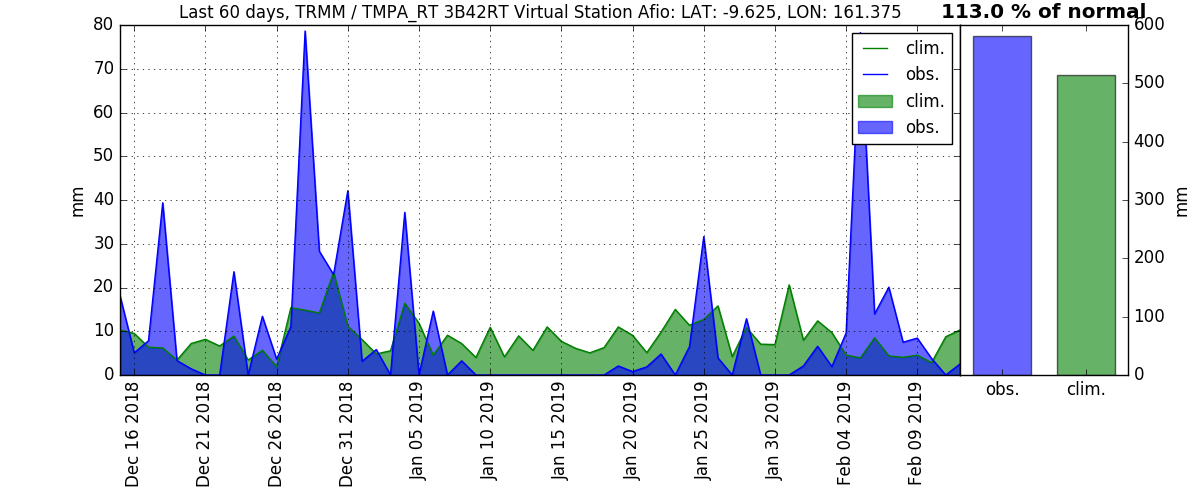 Last 60 days, TRMM / TMPA_RT 3B42RT Virtual Station Afio: LAT: -9.625, LON: 161.375
113.0 % of normal
80
70
60
50
40
30
20
10
0
mm
clim.
obs.
clim.
obs.
600
500
400
300
200
100
0
mm
obs.
clim.
Dec 16 2018
Dec 21 2018
Dec 26 2018
Dec 31 2018
Jan 05 2019
Jan 10 2019
Jan 15 2019
Jan 20 2019
Jan 25 2019
Jan 30 2019
Feb 04 2019
Feb 09 2019